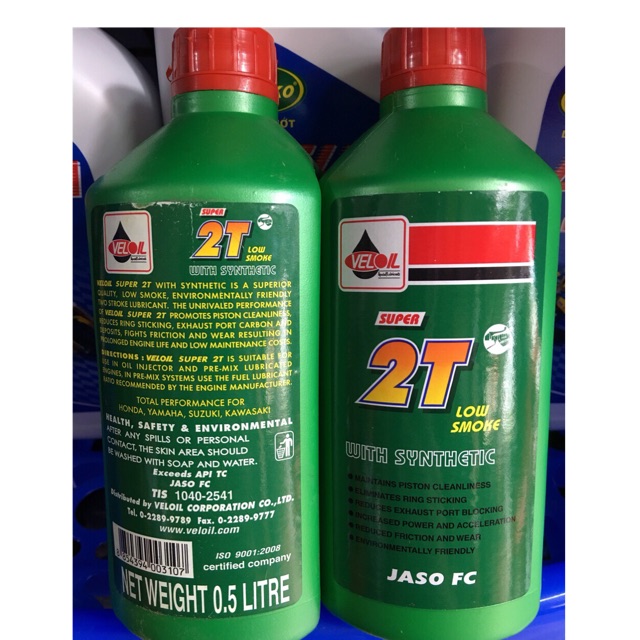 VELOIL
SUPER
2T
LOW
SMOKE
WITH SYNTHETIC
VELOIL SUPER 2T WITH SYNTHETIC IS A SUPERIOR
QUALITY, LOW SMOKE, ENVIRONMENTALLY FRIENDLY
TWO STROKE LUBRICANT. THE UNRIVALED PERFORMANCE
OF VELOIL SUPER 2T PROMOTES PISTON CLEANLINESS,
REDUCES RING STICKING, EXHAUST PORT CARBON AND
DEPOSITS, FIGHTS FRICTION AND WEAR RESULTING IN
PROLONGED ENGINE LIFE AND LOW MAINTENANCE COSTS.
DIRECTIONS : VELOIL SUPER 2T IS SUITABLE FOR
USE IN OIL INJECTOR AND PRE-MIX LUBRICATED
ENGINES. IN PRE-MIX SYSTEMS USE THE FUEL LUBRICANT
RATIO RECOMMENDED BY THE ENGINE MANUFACTURER.
TOTAL PERFORMANCE FOR
HONDA, YAMAHA, SUZUKI, KAWASAKI
HEALTH, SAFETY & ENVIRONMENTAL
AFTER ANY SPILLS OR PERSONAL
CONTACT, THE SKIN AREA SHOULD
BE WASHED WITH SOAP AND WATER.
Exceeds API TC
JASO FC
TIS 1040-2541
Distributed by VELOIL CORPORATION CO.,LTD.
Tel. 0-2289-9789 Fax. 0-2289-9777
www.veloil.com
ISO 9001:2008
certified company
NET WEIGHT 0.5 LITRE
VELOIL
SUPER
2T
LOW
SMOKE
WITH SYNTHETIC
MAINTAINS PISTON CLEANLINESS
ELIMINATES RING STICKING
REDUCES EXHAUST PORT BLOCKING
INCREASED POWER AND ACCELERATION
REDUCED FRICTION AND WEAR
ENVIRONMENTALLY FRIENDLY
JASO FC